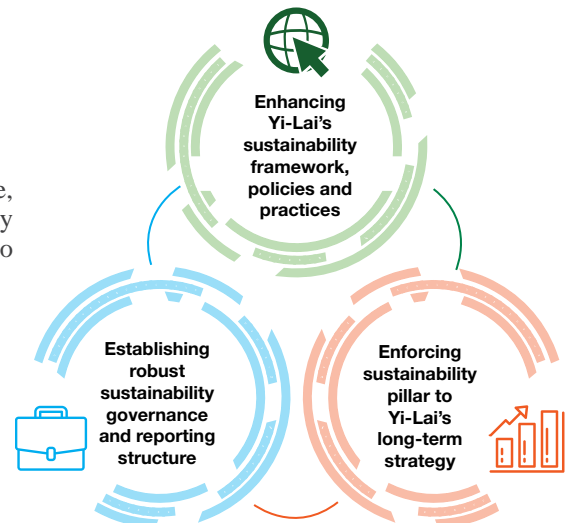 Enhancing
Yi-Lai’s
sustainability
framework,
policies and
practices
e,
y
o
Establishing
robust
sustainability
governance
and reporting
structure
Enforcing
sustainability
pillar to
Yi-Lai’s
long-term
strategy